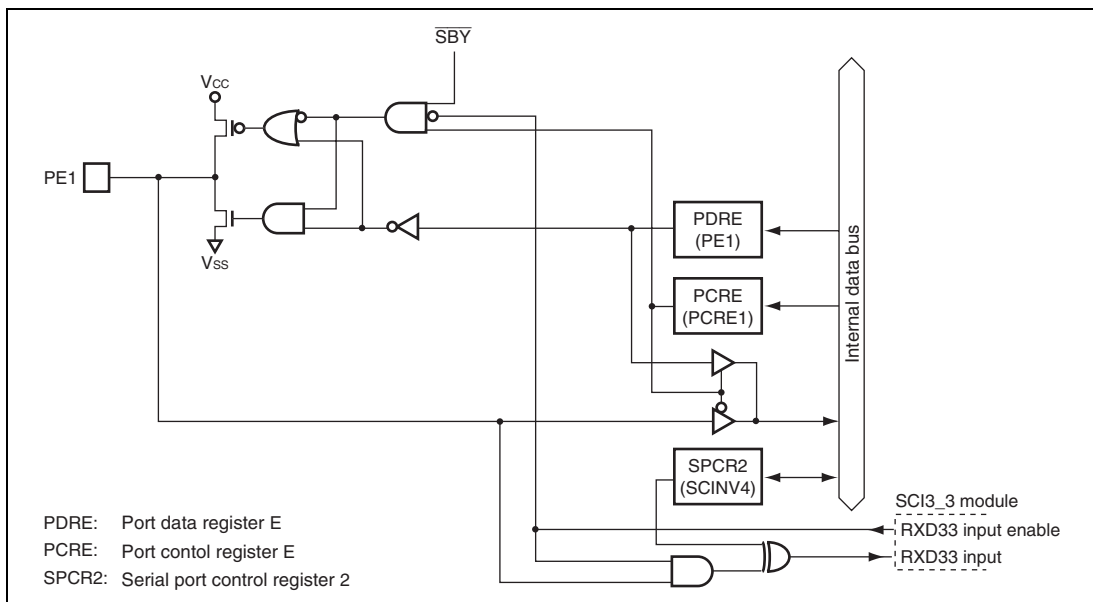 SBY
VCC
PE1
VSS
PDRE
(PE1)
PCRE
(PCRE1)
Internal data bus
SPCR2
(SCINV4)
SCI3_3 module
RXD33 input enable
RXD33 input
PDRE: Port data register E
PCRE: Port contol register E
SPCR2: Serial port control register 2